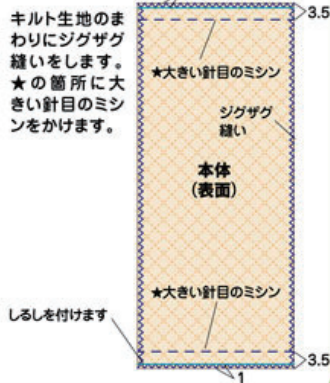 キルト生地のま
わりにジグザグ
縫いをします。
★の箇所に大
きい針目のミシ
ンをかけます。
3.5
★大きい針目のミシン
ジグザグ
縫い
本体
(表面)
★大きい針目のミシン
しるしを付けます
3.5
1